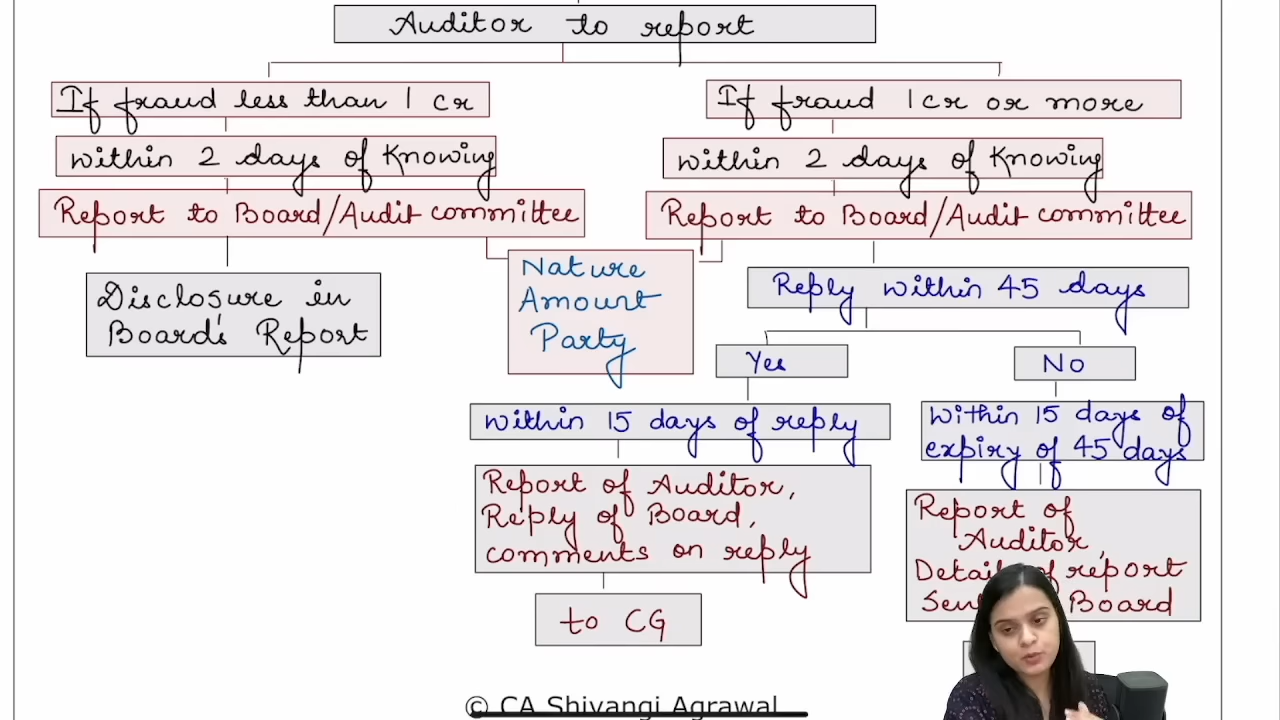 Auditor to report
If fraud less than 1 cr
within 2 days of Knowing
Report to Board/Audit committee
Disclosure in
Board's Report
Nature
Amount
Party
If fraud 1 cr or more
within 2 days of Knowing
Report to Board/Audit committee
Reply within 45 days
Yes
within 15 days of reply
Report of Auditor,
Reply of Board,
comments on reply
to CG
No
Within 15 days of
expiry of 45 days
Report of
Auditor,
report
Board
© CA Shivangi Agrawal